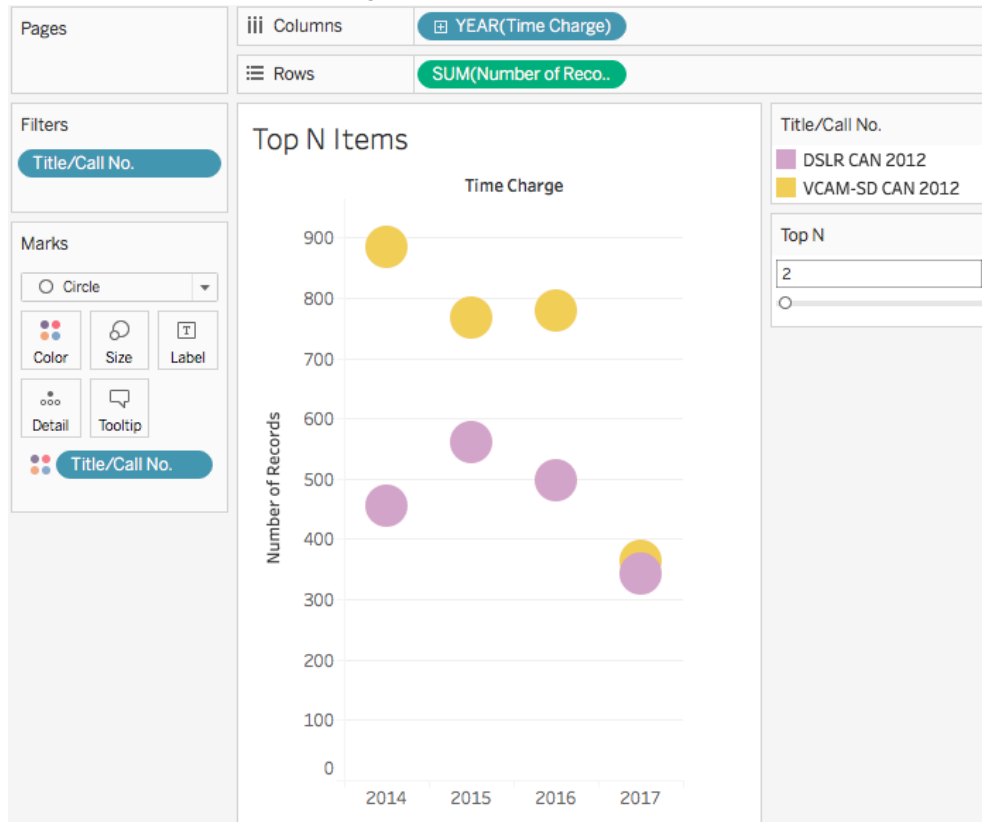 Pages
iii Columns
YEAR(Time Charge)
Rows
SUM(Number of Reco..
Filters
Title/Call No.
Marks
Circle
Color
Size
T
Label
Detail
Tooltip
Title/Call No.
Top N Items
Time Charge
Number of Records
900
800
700
600
500
400
300
200
100
0
2014 2015 2016 2017
Title/Call No.
DSLR CAN 2012
VCAM-SD CAN 2012
Top N
2